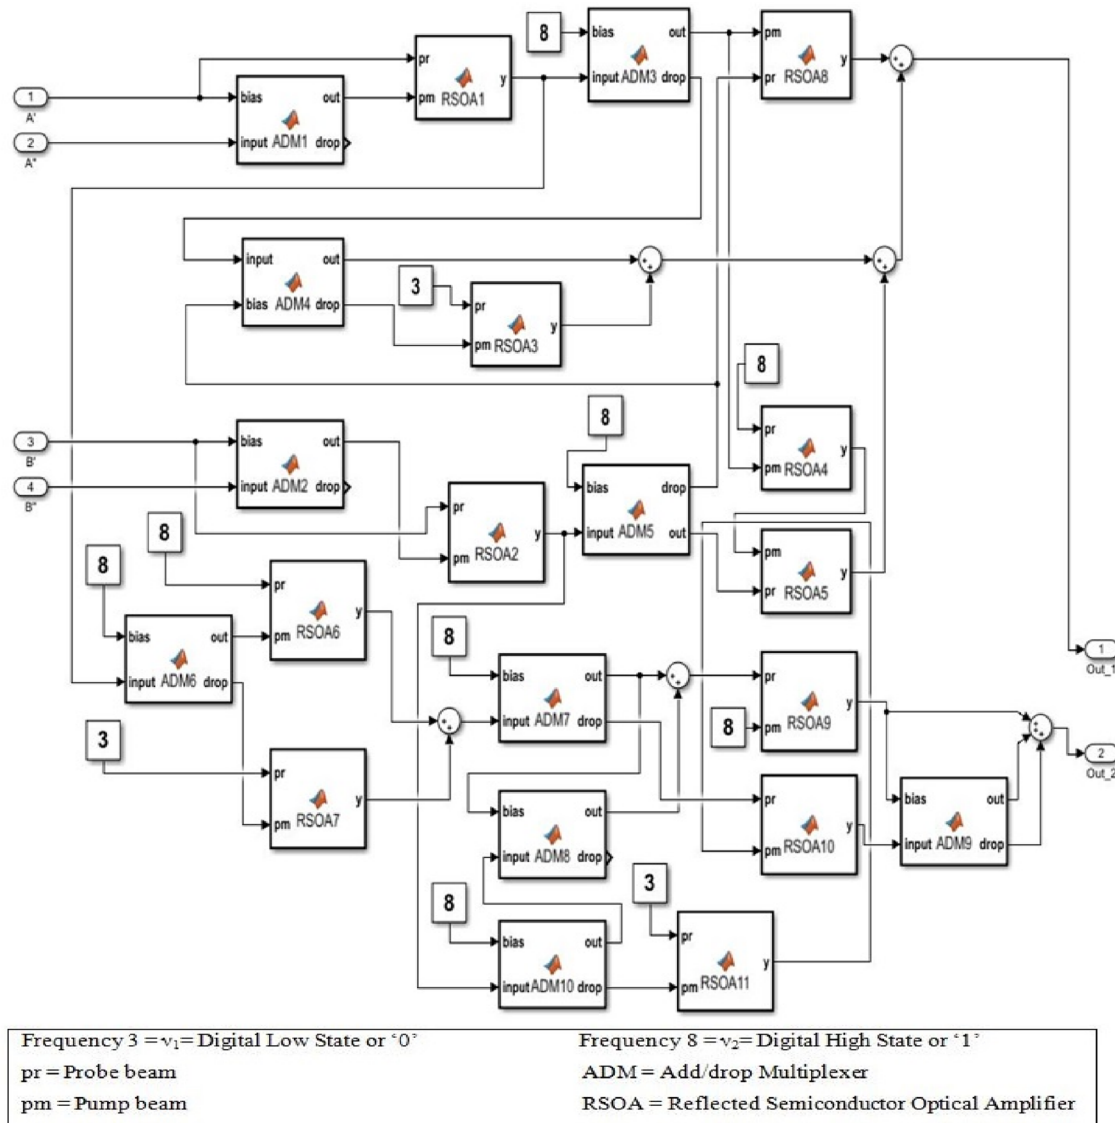 8
bias out
input ADM3 drop
pm
y
pr RSOA8
pr
y
pm RSOA1
1
A'
2
A"
bias out
input ADM1 drop
input out
bias ADM4 drop
3
pr
y
pm RSOA3
8
pr
y
pm RSOA4
8
3
B'
4
B"
bias out
input ADM2 drop
bias drop
input ADM5 out
pr
y
pm RSOA2
pm
y
pr RSOA5
8
8
pr
y
pm RSOA6
bias out
input ADM6 drop
8
bias out
input ADM7 drop
pr
y
8
pm RSOA9
1
Out_1
2
Out_2
3
pr
y
pm RSOA7
bias out
input ADM8 drop
pr
y
pm RSOA10
bias out
input ADM9 drop
8
bias out
input ADM10 drop
3
pr
y
pm RSOA11
Frequency 3 =ν₁= Digital Low State or ‘0’ Frequency 8 =ν₂= Digital High State or ‘1’
pr = Probe beam ADM = Add/drop Multiplexer
pm = Pump beam RSOA = Reflected Semiconductor Optical Amplifier